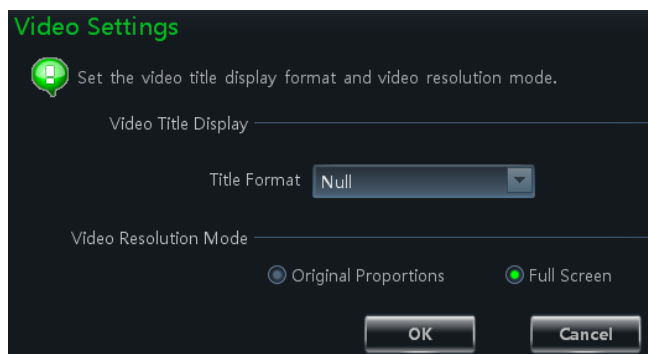 Video Settings
Set the video title display format and video resolution mode.
Video Title Display
Title Format Null
Video Resolution Mode
Original Proportions Full Screen
OK Cancel